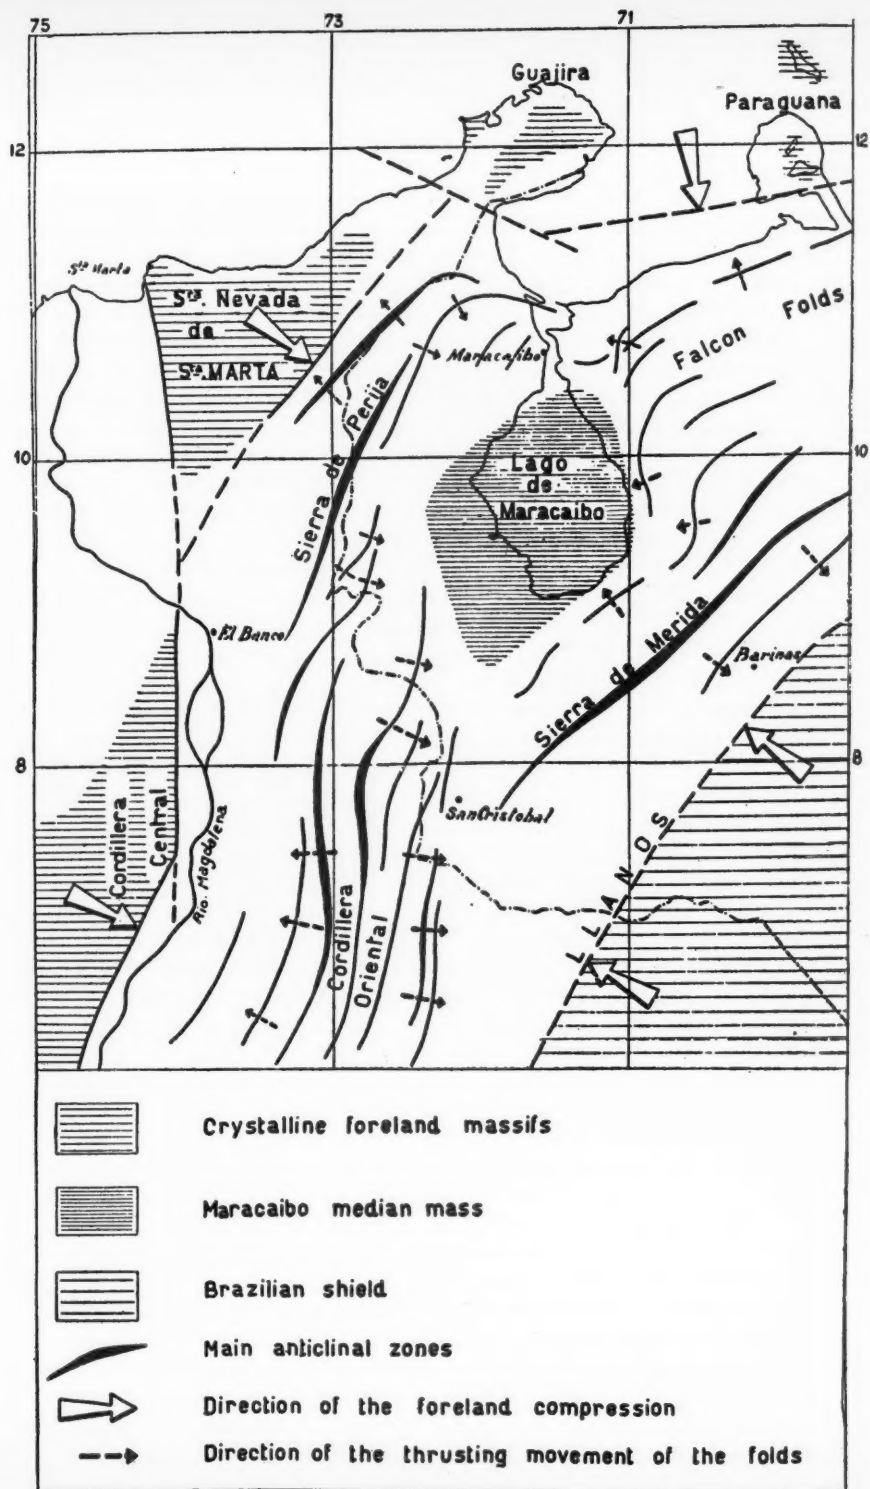 75
73
71
Guajira
Paraguana
12
12
Sta Marta
Sta. Nevada
de
Sta. MARTA
Maracaibo
Falcon Folds
Sierra de Perija
10
10
Lago
de
Maracaibo
El Banco
Sierra de Merida
Barinas
8
8
Cordillera
Central
Rio. Magdalena
San Cristobal
LLANOS
Cordillera
Oriental
Crystalline foreland massifs
Maracaibo median mass
Brazilian shield
Main anticlinal zones
Direction of the foreland compression
Direction of the thrusting movement of the folds